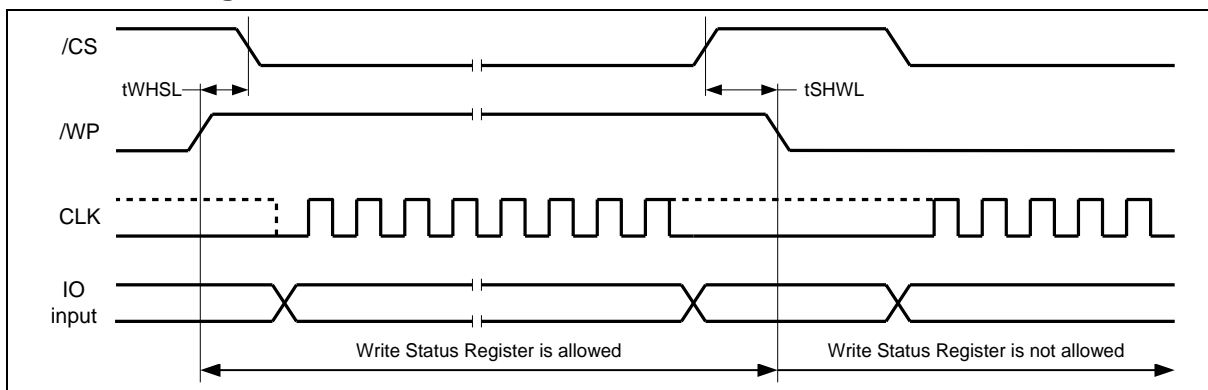 /CS
tWHSL
tSHWL
/WP
CLK
IO
input
Write Status Register is allowed
Write Status Register is not allowed